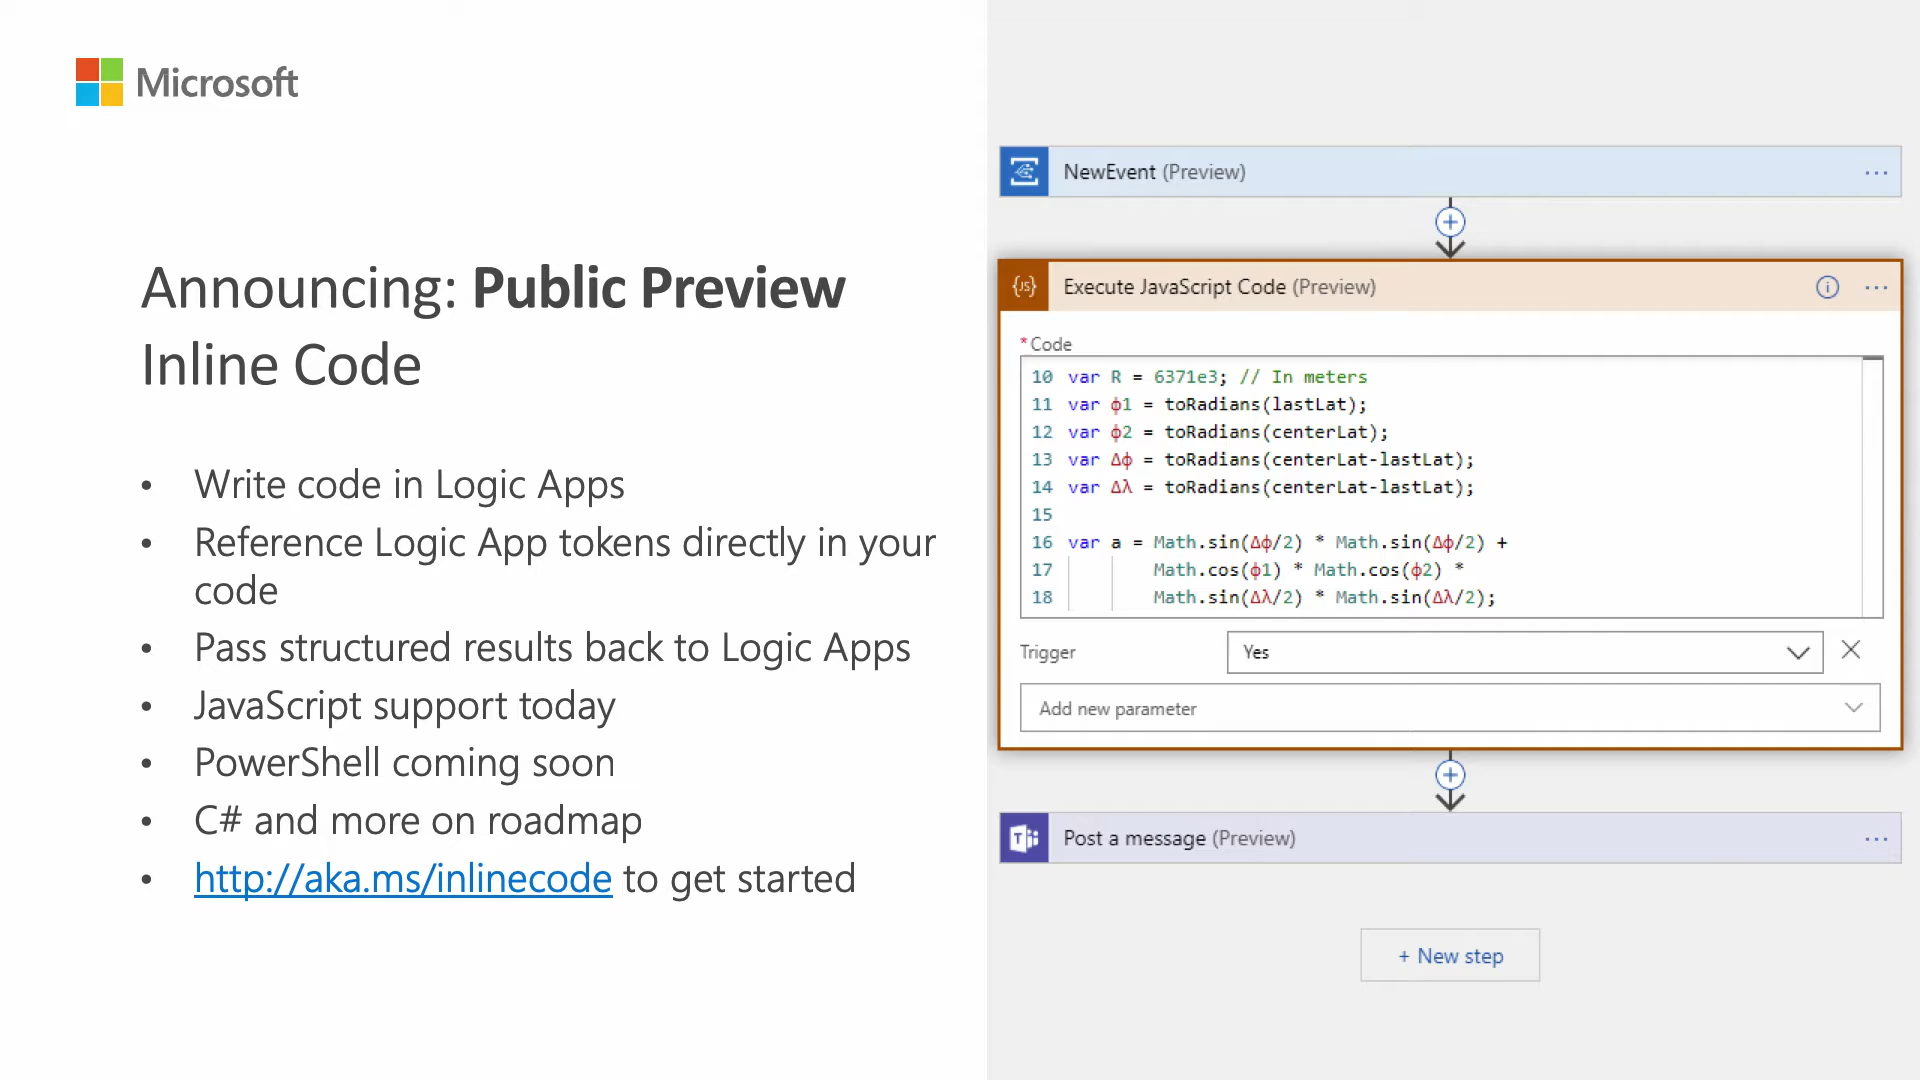 Microsoft
Announcing: Public Preview
Inline Code
• Write code in Logic Apps
• Reference Logic App tokens directly in your
code
• Pass structured results back to Logic Apps
• JavaScript support today
• PowerShell coming soon
• C# and more on roadmap
• http://aka.ms/inlinecode to get started
NewEvent (Preview)
{JS} Execute JavaScript Code (Preview)
* Code
10 var R = 6371e3; // In meters
11 var ϕ1 = toRadians(lastLat);
12 var ϕ2 = toRadians(centerLat);
13 var Δϕ = toRadians(centerLat-lastLat);
14 var Δλ = toRadians(centerLat-lastLat);
15
16 var a = Math.sin(Δϕ/2) * Math.sin(Δϕ/2) +
17 Math.cos(ϕ1) * Math.cos(ϕ2) *
18 Math.sin(Δλ/2) * Math.sin(Δλ/2);
Trigger Yes
Add new parameter
Post a message (Preview)
+ New step